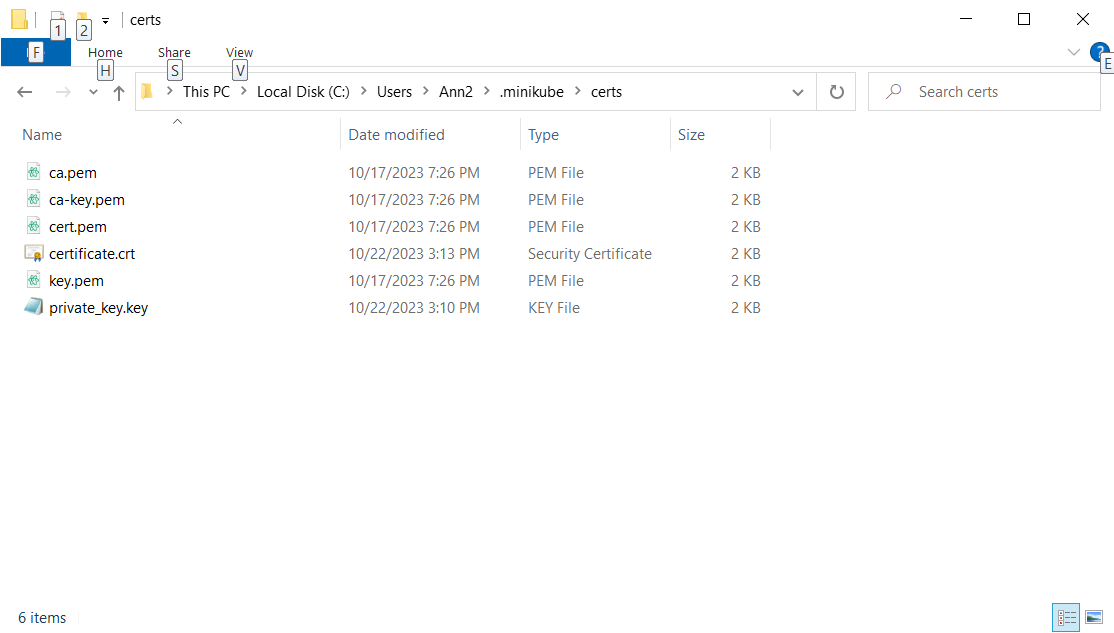 certs
1 2
F
Home Share View
H S V
?
E
This PC > Local Disk (C:) > Users > Ann2 > .minikube > certs
Search certs
Name Date modified Type Size
ca.pem 10/17/2023 7:26 PM PEM File 2 KB
ca-key.pem 10/17/2023 7:26 PM PEM File 2 KB
cert.pem 10/17/2023 7:26 PM PEM File 2 KB
certificate.crt 10/22/2023 3:13 PM Security Certificate 2 KB
key.pem 10/17/2023 7:26 PM PEM File 2 KB
private_key.key 10/22/2023 3:10 PM KEY File 2 KB
6 items